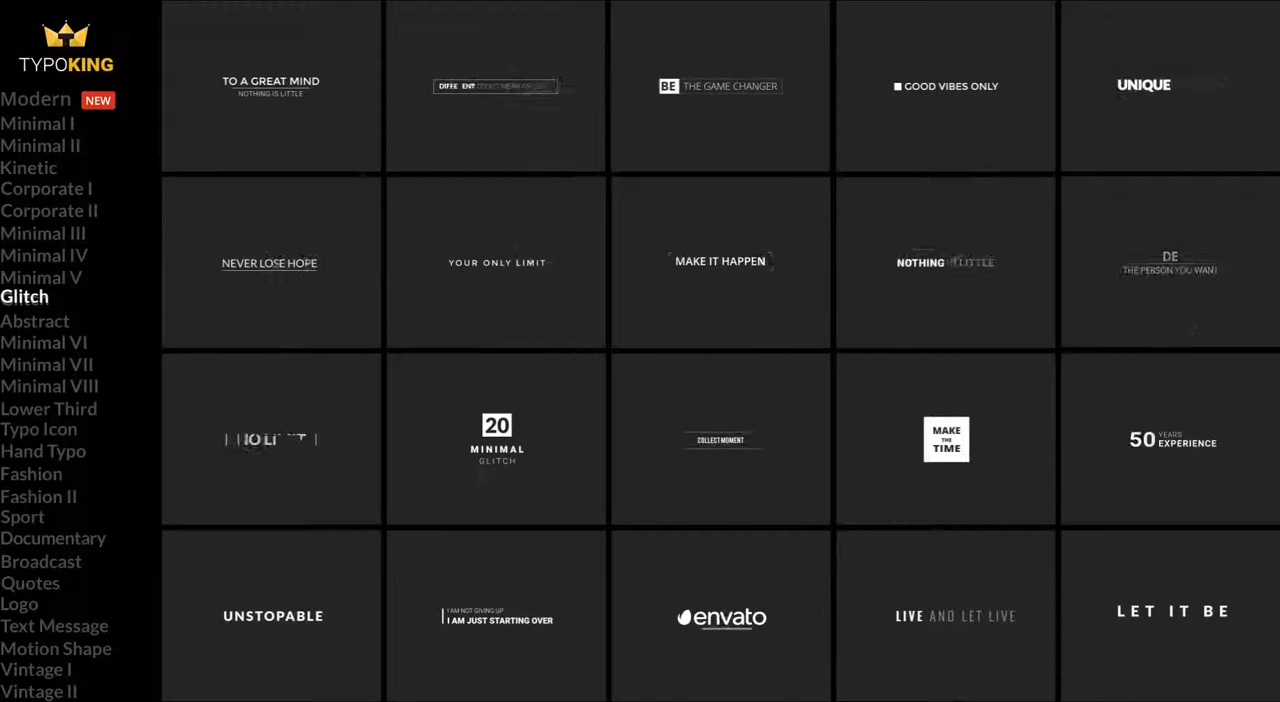 TYPOKING
Modern NEW
Minimal I
Minimal II
Kinetic
Corporate I
Corporate II
Minimal III
Minimal IV
Minimal V
Glitch
Abstract
Minimal VI
Minimal VII
Minimal VIII
Lower Third
Typo Icon
Hand Typo
Fashion
Fashion II
Sport
Documentary
Broadcast
Quotes
Logo
Text Message
Motion Shape
Vintage I
Vintage II
TO A GREAT MIND
NOTHING IS LITTLE
BE THE GAME CHANGER
GOOD VIBES ONLY
UNIQUE
NEVER LOSE HOPE
YOUR ONLY LIMIT
MAKE IT HAPPEN
NOTHING LITTLE
THE PERSON YOU WANT
20
MINIMAL
GLITCH
COLLECT MOMENT
MAKE
THE
TIME
50 YEARS
EXPERIENCE
UNSTOPABLE
I AM NOT GIVING UP
I AM JUST STARTING OVER
envato
LIVE AND LET LIVE
LET IT BE